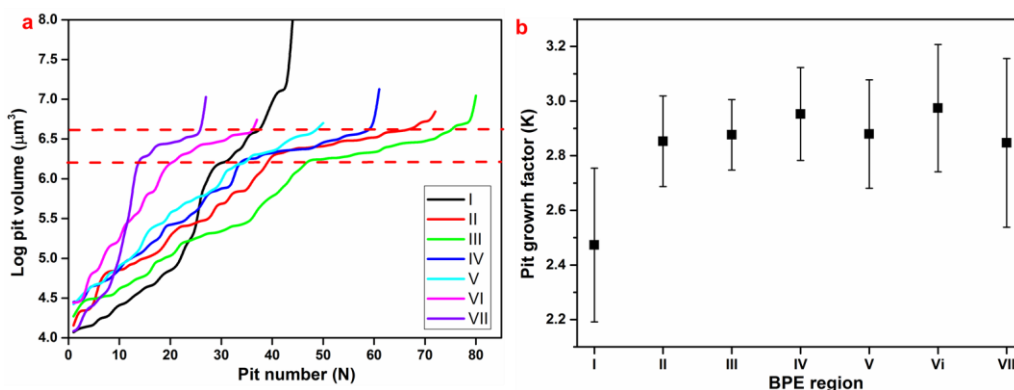 a
Log pit volume (μm³)
8.0
7.5
7.0
6.5
6.0
5.5
5.0
4.5
4.0
0
10
20
30
40
50
60
70
80
Pit number (N)
I
II
III
IV
V
VI
VII
b
Pit growrh factor (K)
3.2
3.0
2.8
2.6
2.4
2.2
I
II
III
IV
V
Vi
VII
BPE region